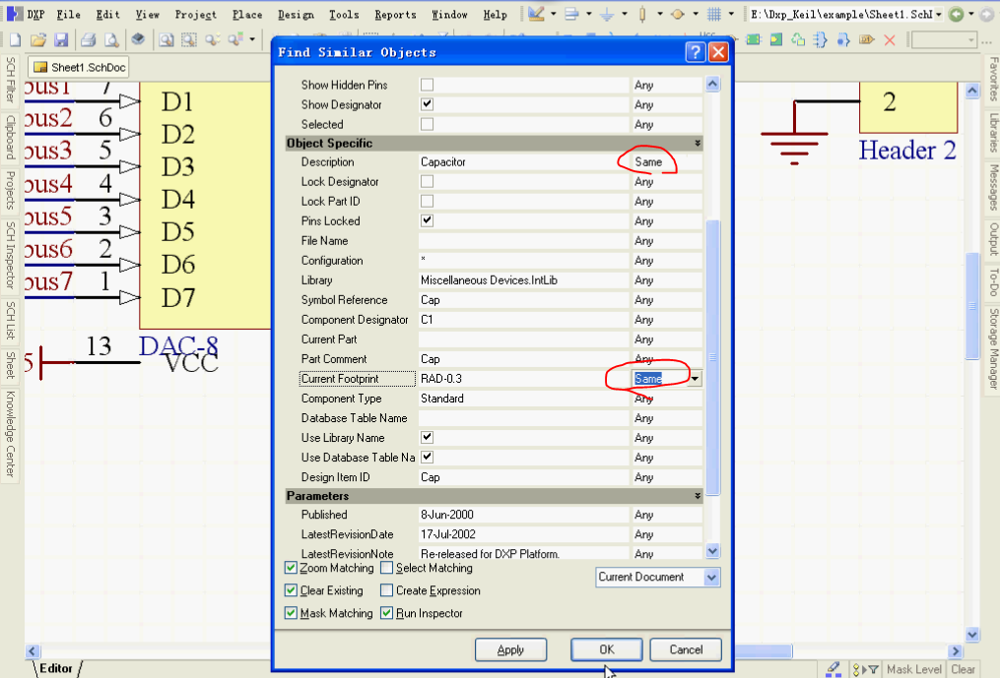 DXP File Edit View Project Place Design Tools Reports Window Help E:\Dxp_Keil\example\Sheet1.SchI
Sheet1.SchDoc
Find Similar Objects
Show Hidden Pins Any
Show Designator Any
Selected Any
Object Specific
Description Capacitor Same
Lock Designator Any
Lock Part ID Any
Pins Locked Any
File Name Any
Configuration * Any
Library Miscellaneous Devices.IntLib Any
Symbol Reference Cap Any
Component Designator C1 Any
Current Part Any
Part Comment Cap Any
Current Footprint RAD-0.3 Same
Component Type Standard Any
Database Table Name Any
Use Library Name Any
Use Database Table Na Any
Design Item ID Cap Any
Parameters
Published 8-Jun-2000 Any
LatestRevisionDate 17-Jul-2002 Any
LatestRevisionNote Re-released for DXP Platform. Any
Zoom Matching Select Matching Current Document
Clear Existing Create Expression
Mask Matching Run Inspector
Apply OK Cancel
SCH Filter
Clipboard
Projects
SCH Inspector
SCH List
Sheet
Knowledge Center
bus1 7 D1
bus2 6 D2
bus3 5 D3
bus4 4 D4
bus5 3 D5
bus6 2 D6
bus7 1 D7
5 13 DAC-8
VCC
2
Header 2
Favorites
Libraries
Messages
Output
To-Do
Storage Manager
Editor
Mask Level Clear